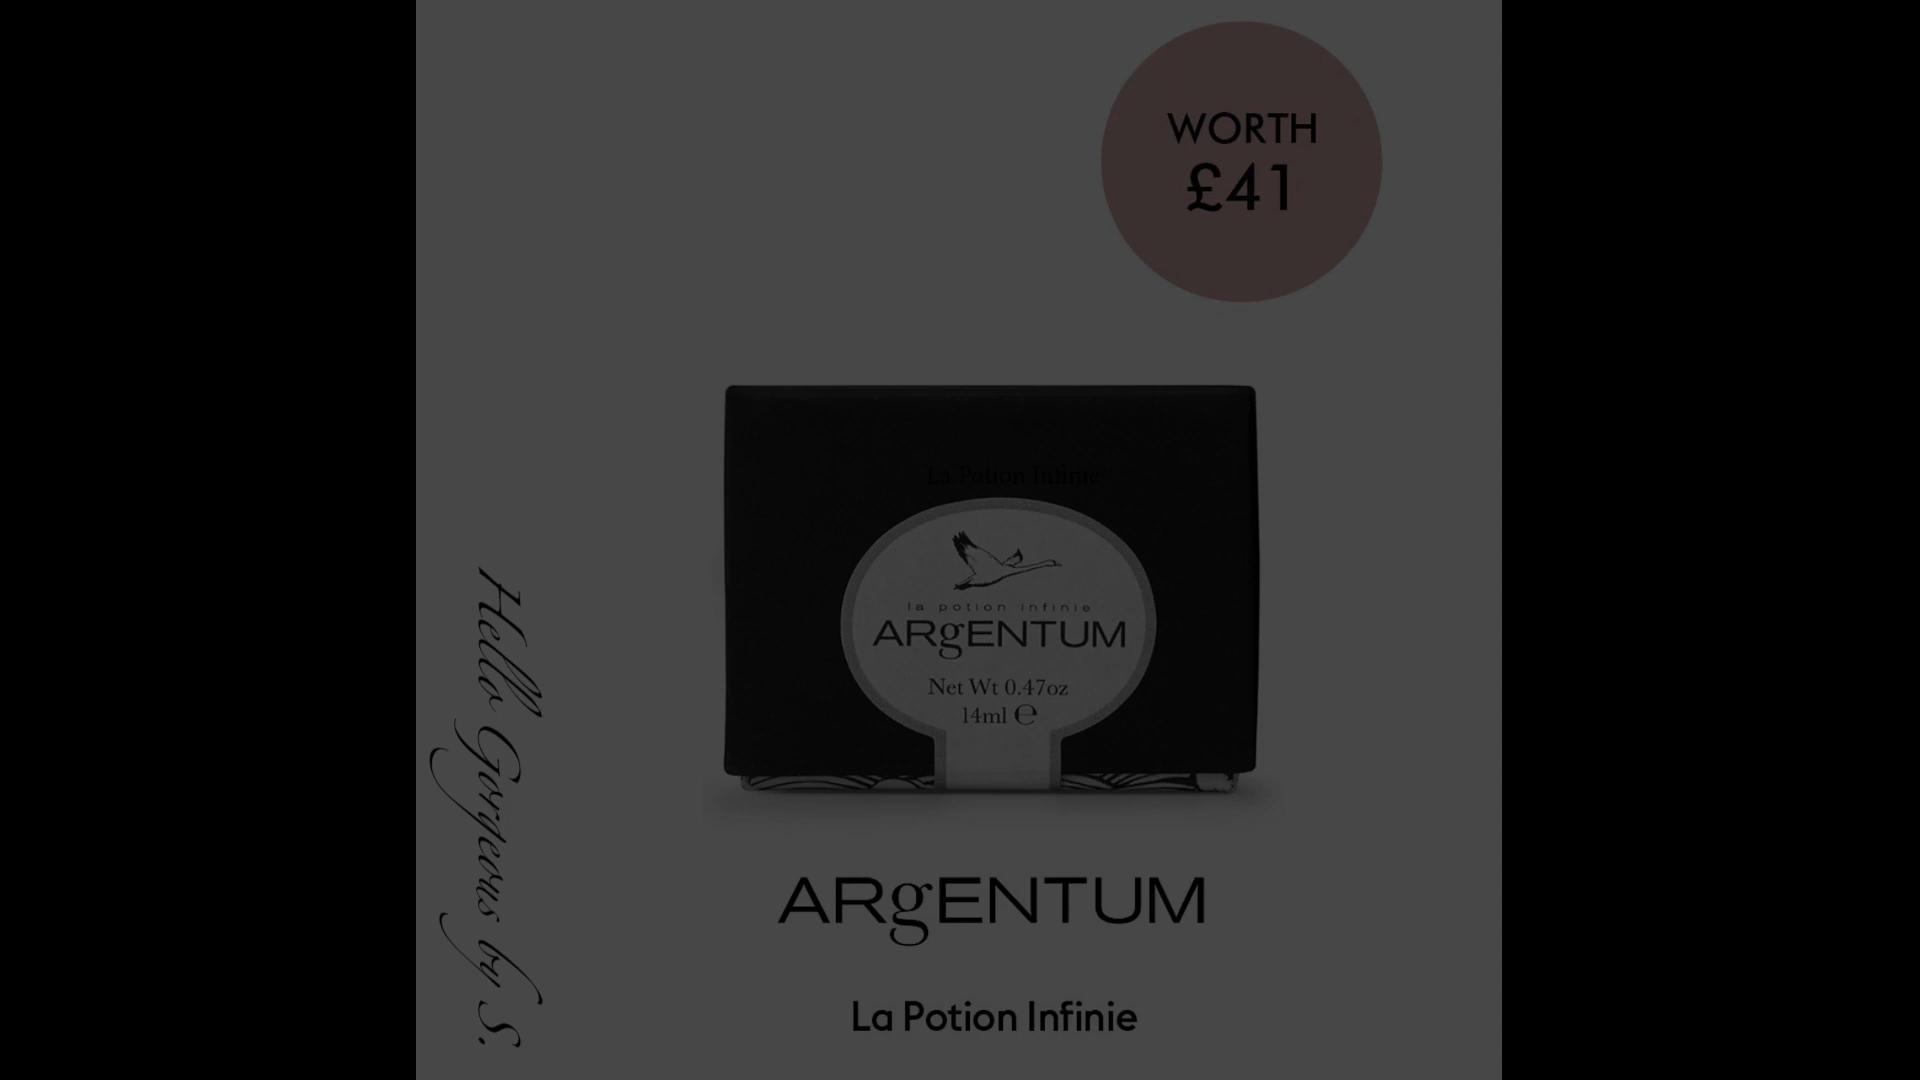 WORTH
£41
La Potion Infinie
la potion infinie
ARgENTUM
Net Wt 0.47oz
14ml ℮
ARgENTUM
La Potion Infinie
Hello Gorgeous by S.